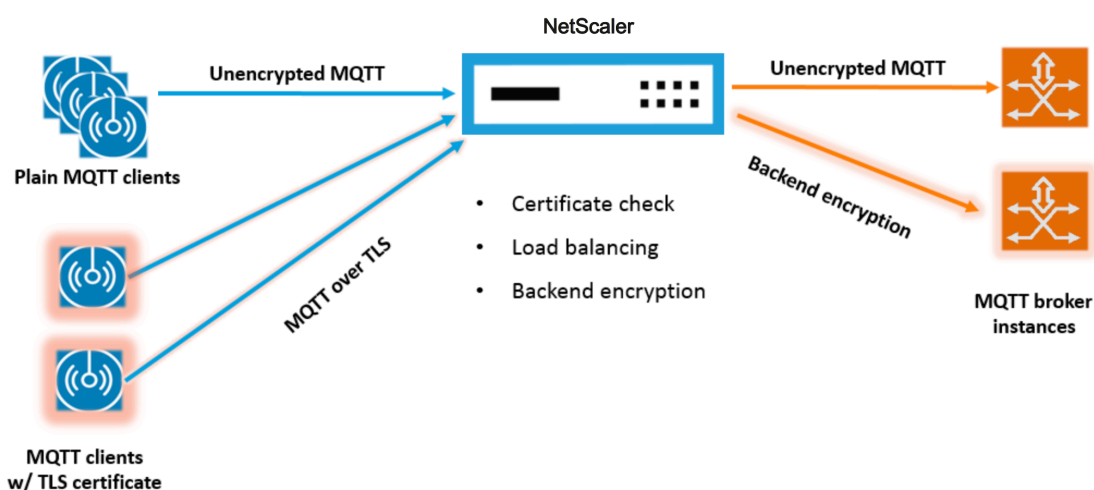 NetScaler
Unencrypted MQTT
Unencrypted MQTT
Plain MQTT clients
Backend encryption
MQTT over TLS
• Certificate check
• Load balancing
• Backend encryption
MQTT broker
instances
MQTT clients
w/ TLS certificate